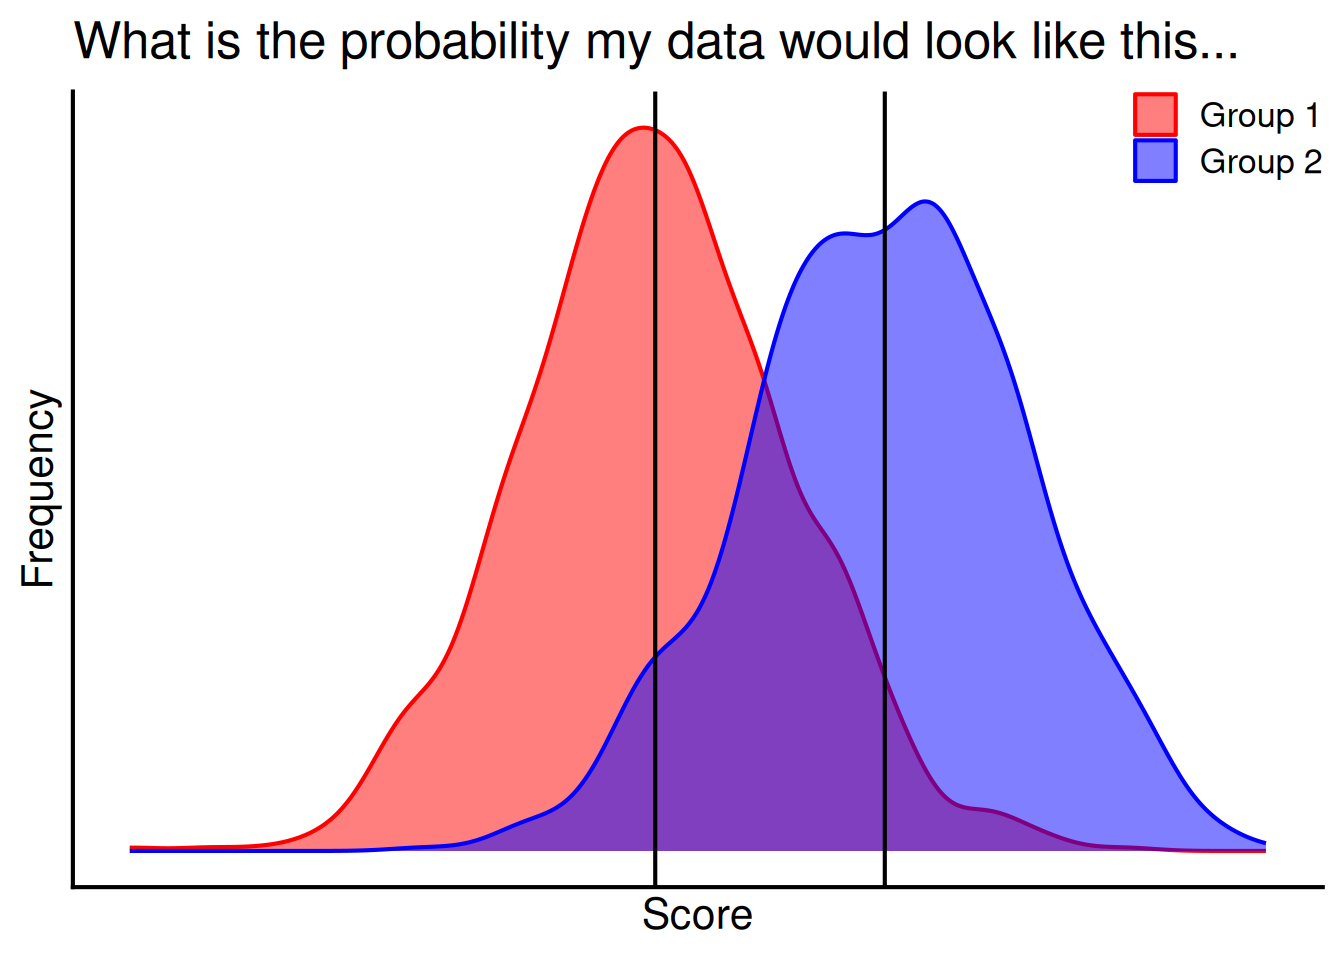 What is the probability my data would look like this...
Group 1
Group 2
Frequency
Score